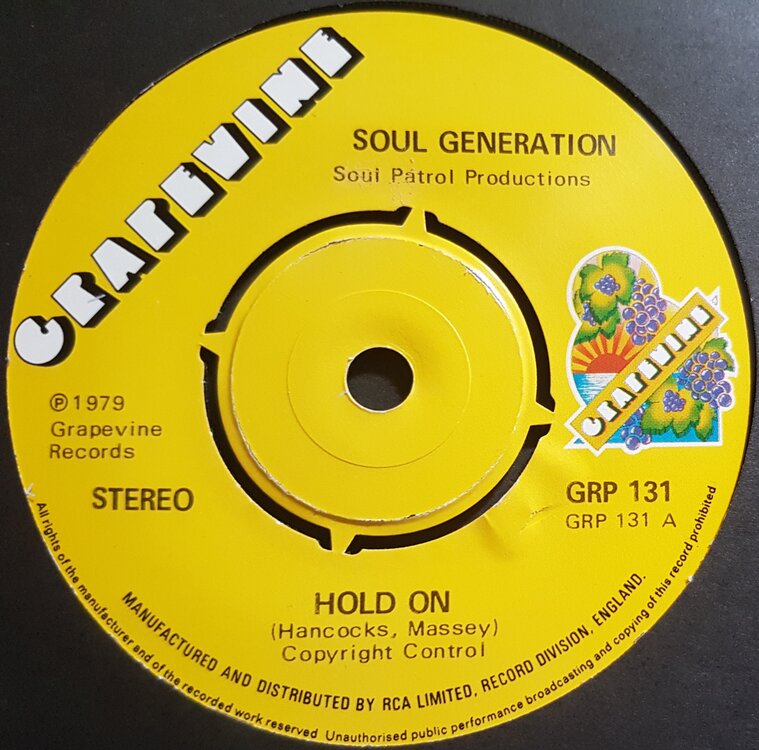 GRAPEVINE
SOUL GENERATION
Soul Patrol Productions
GRAPEVINE
℗ 1979
Grapevine
Records
STEREO
GRP 131
GRP 131 A
HOLD ON
(Hancocks, Massey)
Copyright Control
MANUFACTURED AND DISTRIBUTED BY RCA LIMITED, RECORD DIVISION, ENGLAND.
All rights of the manufacturer and of the recorded work reserved Unauthorised public performance broadcasting and copying of this record prohibited